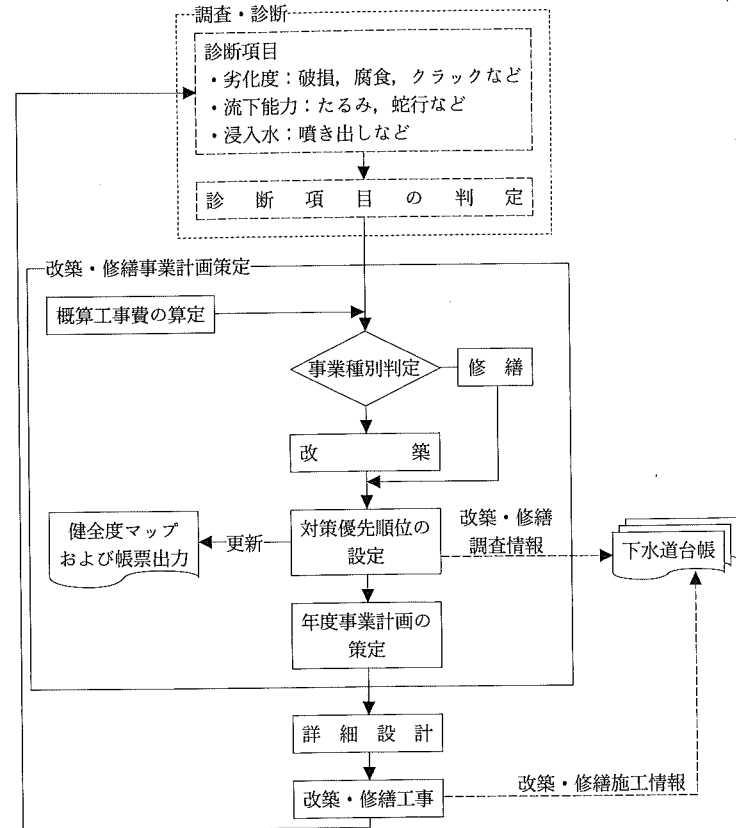 調査・診断
診断項目
・劣化度：破損，腐食，クラックなど
・流下能力：たるみ，蛇行など
・浸入水：噴き出しなど
診断項目の判定
改築・修繕事業計画策定
概算工事費の算定
事業種別判定
修繕
改築
対策優先順位の
設定
改築・修繕
調査情報
更新
健全度マップ
および帳票出力
下水道台帳
年度事業計画の
策定
詳細設計
改築・修繕工事
改築・修繕施工情報